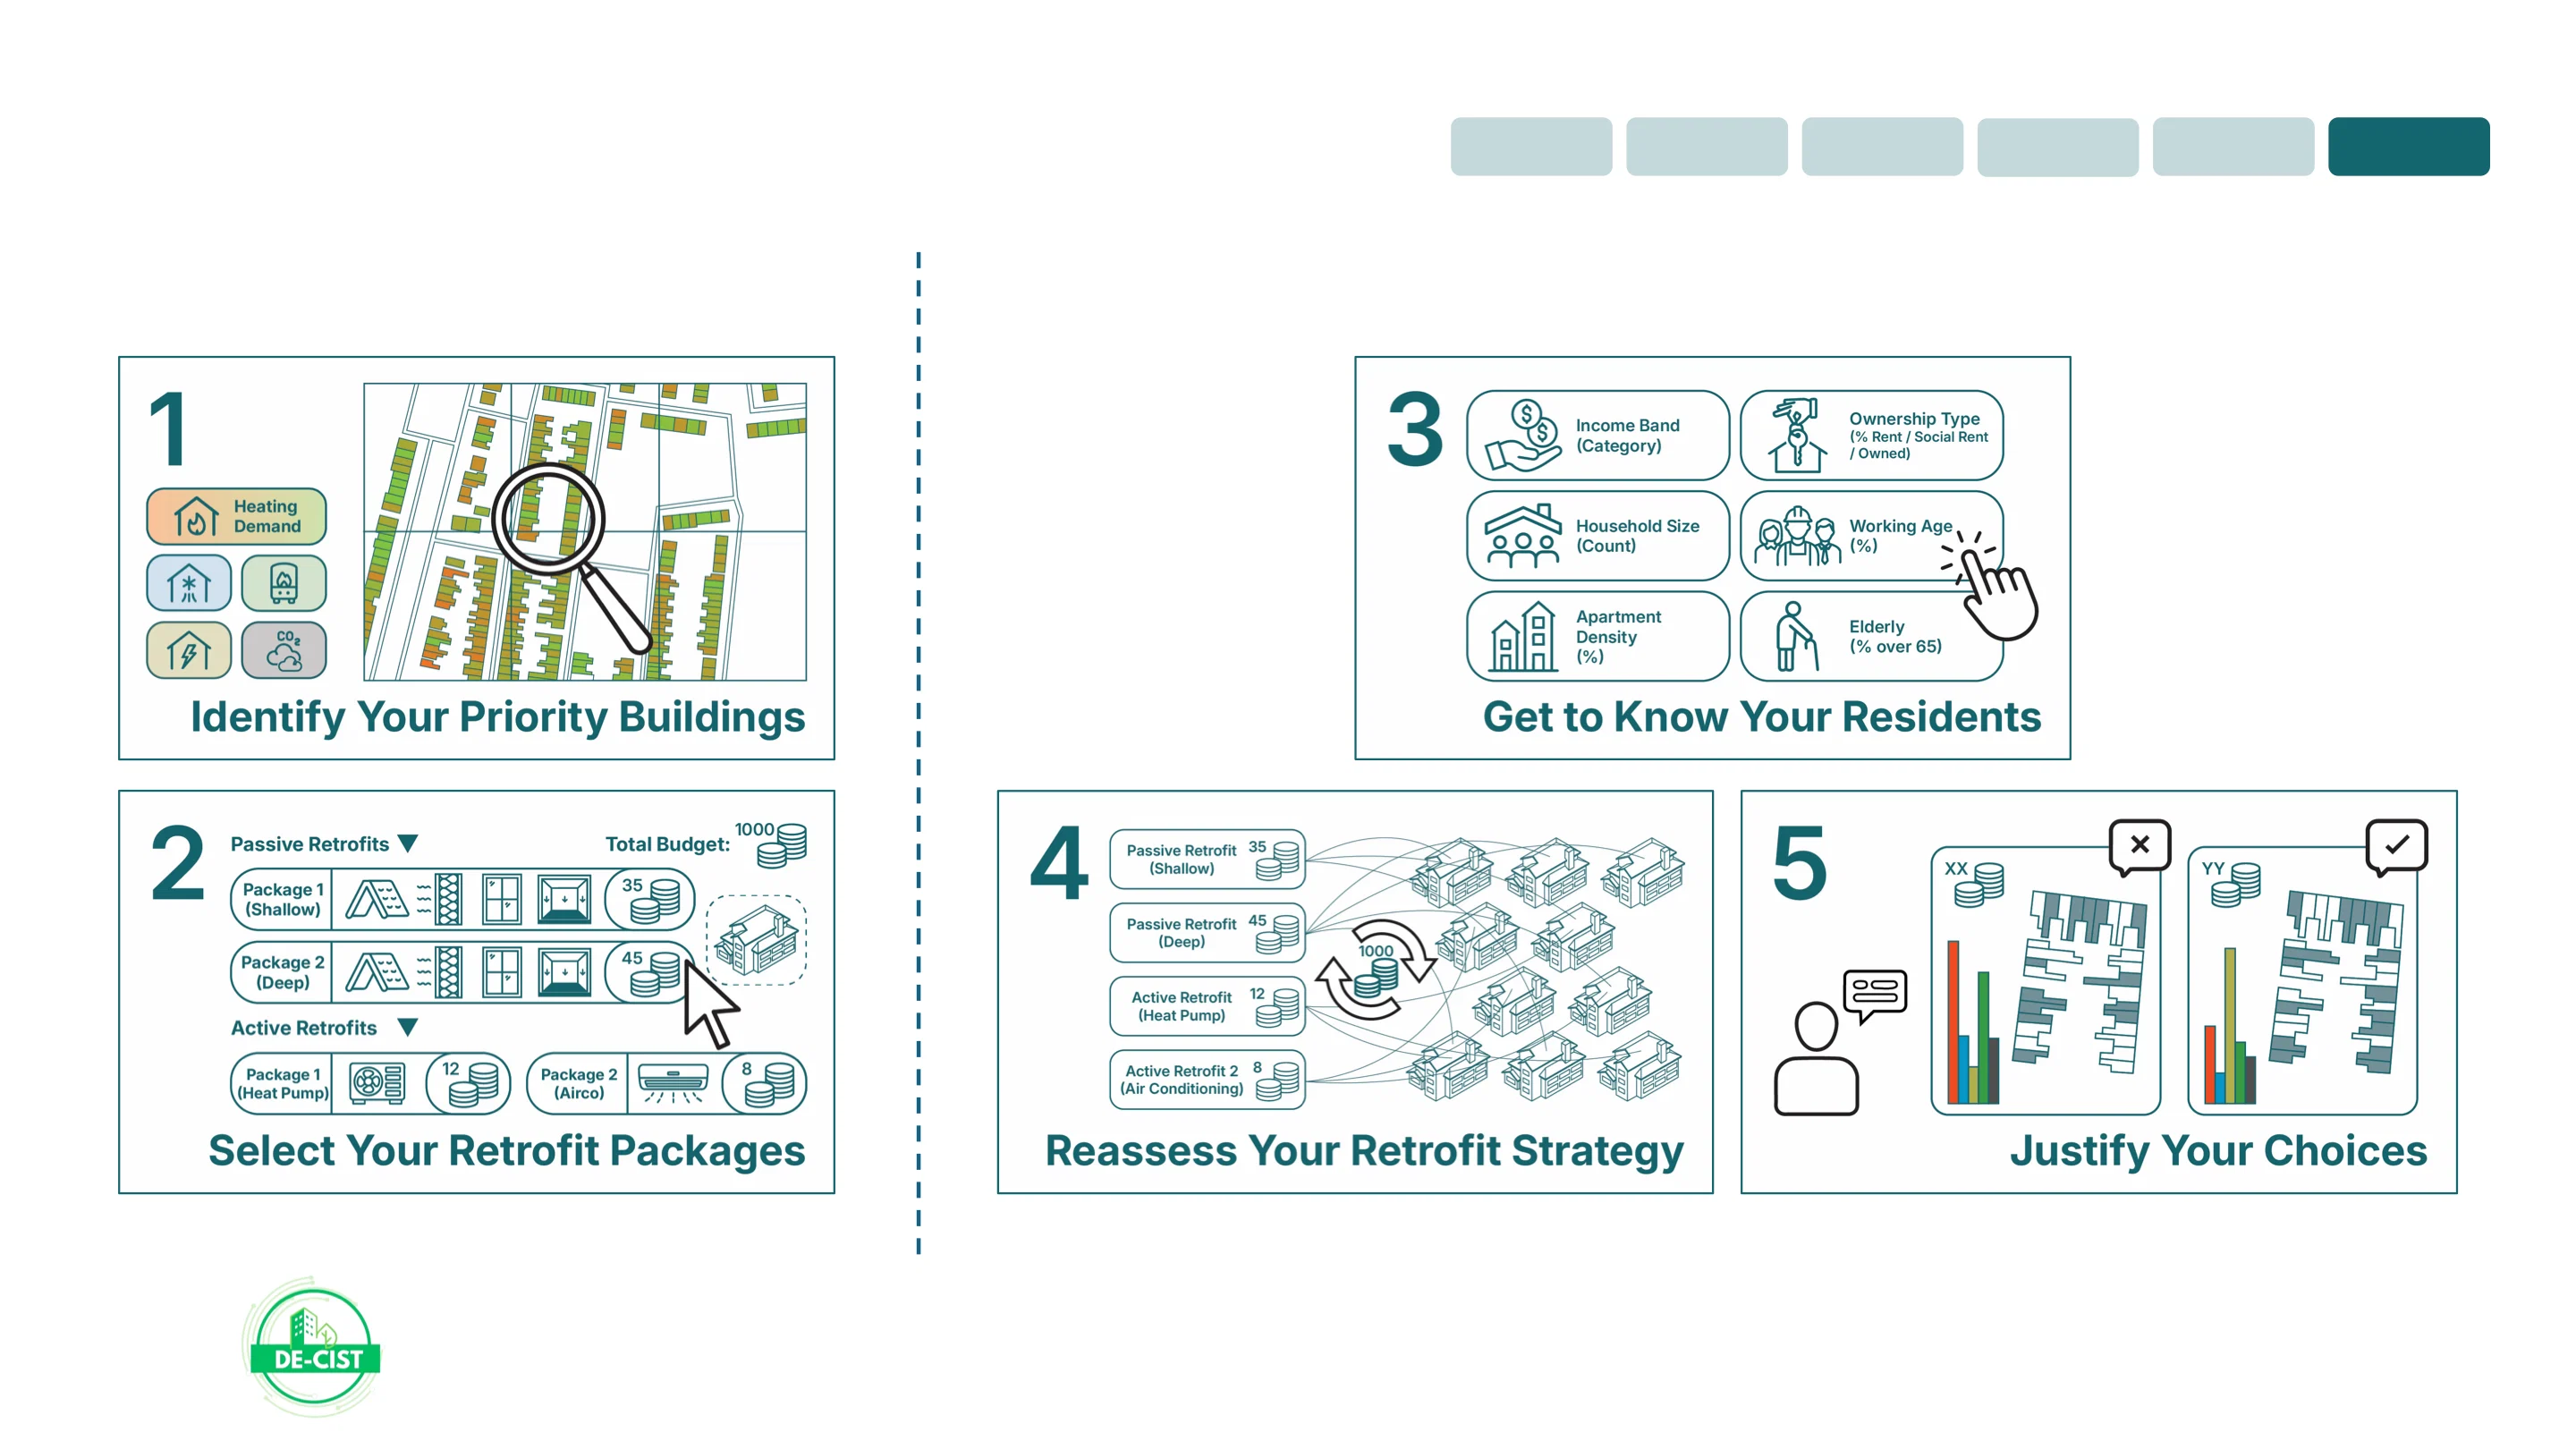 1
Heating
Demand
CO₂
Identify Your Priority Buildings
2
Passive Retrofits
Total Budget:
1000
Package 1
(Shallow)
35
Package 2
(Deep)
45
Active Retrofits
Package 1
(Heat Pump)
12
Package 2
(Airco)
8
Select Your Retrofit Packages
3
Income Band
(Category)
Ownership Type
(% Rent / Social Rent
/ Owned)
Household Size
(Count)
Working Age
(%)
Apartment
Density
(%)
Elderly
(% over 65)
Get to Know Your Residents
4
Passive Retrofit
(Shallow)
35
Passive Retrofit
(Deep)
45
Active Retrofit
(Heat Pump)
12
Active Retrofit 2
(Air Conditioning)
8
1000
Reassess Your Retrofit Strategy
5
XX
YY
Justify Your Choices
DE-CIST